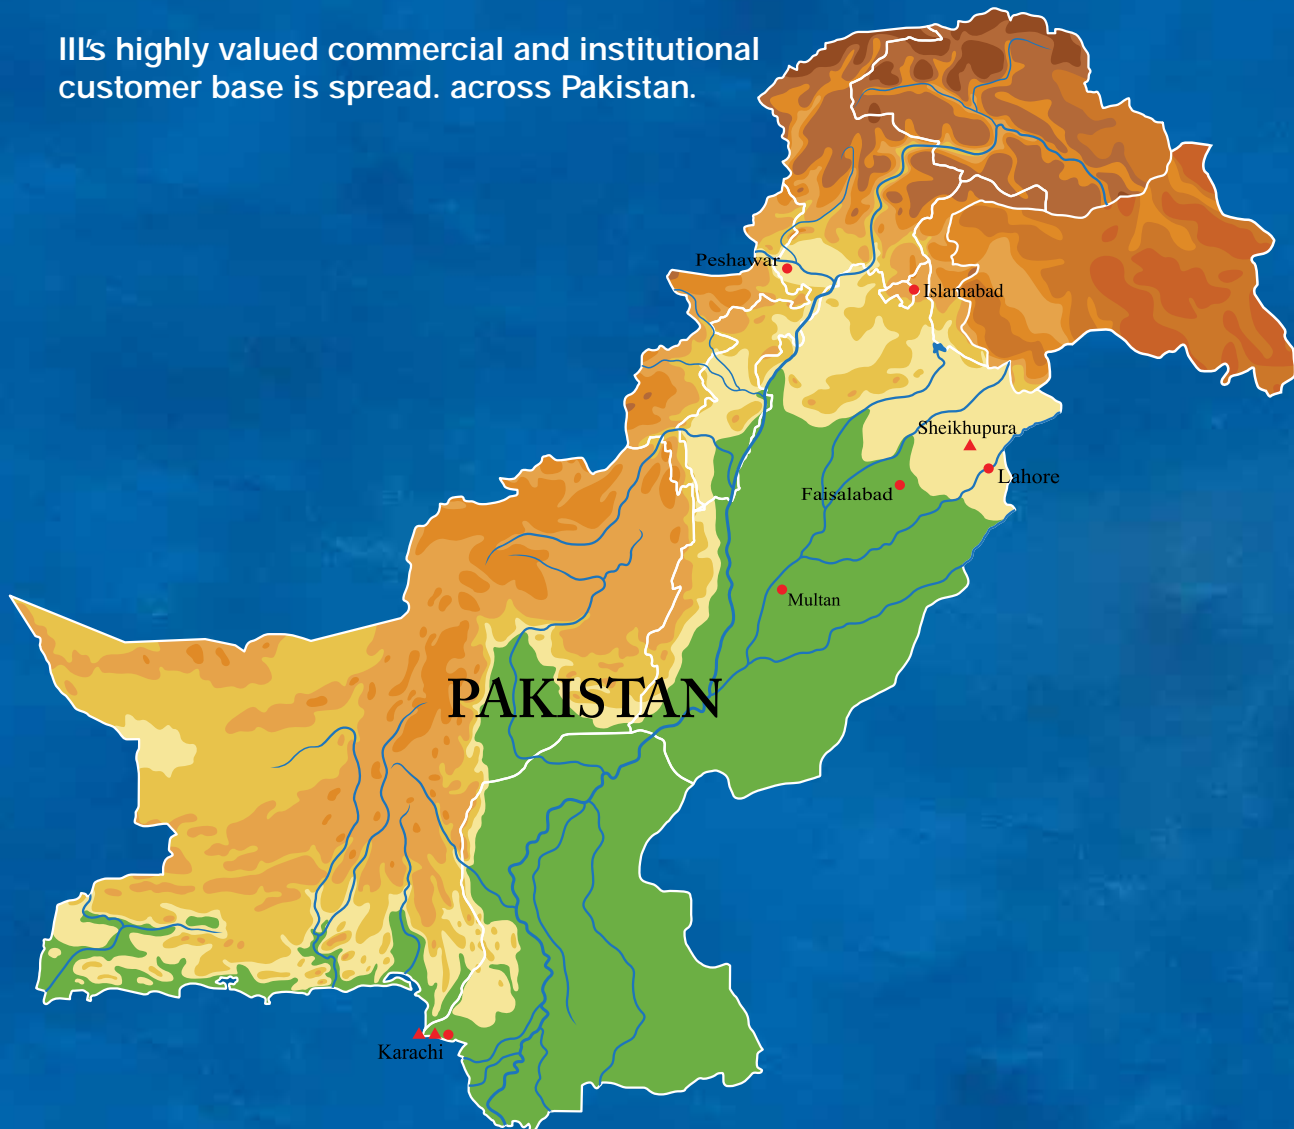 IIL's highly valued commercial and institutional
customer base is spread. across Pakistan.
Peshawar
Islamabad
Sheikhupura
Lahore
Faisalabad
Multan
PAKISTAN
Karachi